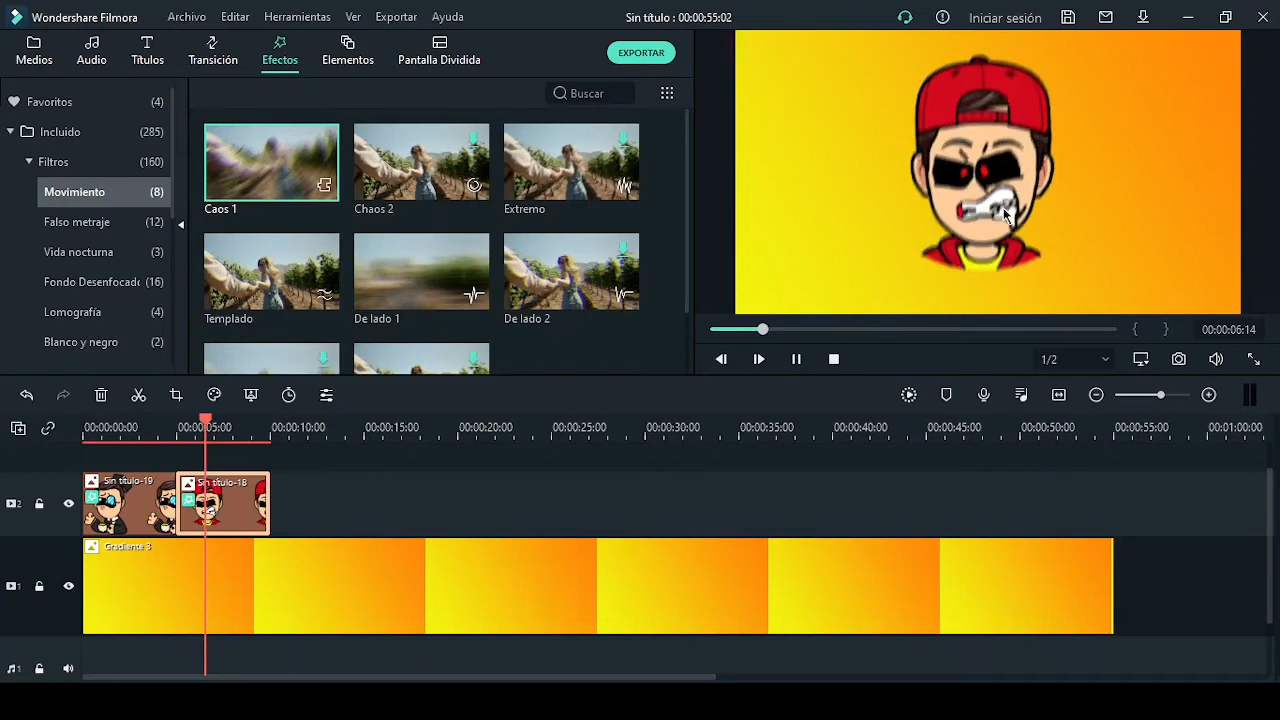 Wondershare Filmora
Archivo
Editar
Herramientas
Ver
Exportar
Ayuda
Sin título : 00:00:55:02
Iniciar sesión
Medios
Audio
Títulos
Transición
Efectos
Elementos
Pantalla Dividida
EXPORTAR
Favoritos (4)
Incluido (285)
Filtros (160)
Movimiento (8)
Falso metraje (12)
Vida nocturna (3)
Fondo Desenfocadc (16)
Lomografía (4)
Blanco y negro (2)
Buscar
Caos 1
Chaos 2
Extremo
Templado
De lado 1
De lado 2
00:00:06:14
1/2
00:00:00:00
00:00:05:00
00:00:10:00
00:00:15:00
00:00:20:00
00:00:25:00
00:00:30:00
00:00:35:00
00:00:40:00
00:00:45:00
00:00:50:00
00:00:55:00
00:01:00:00
2
Sin título-19
Sin título-18
1
Gradiente 3
1